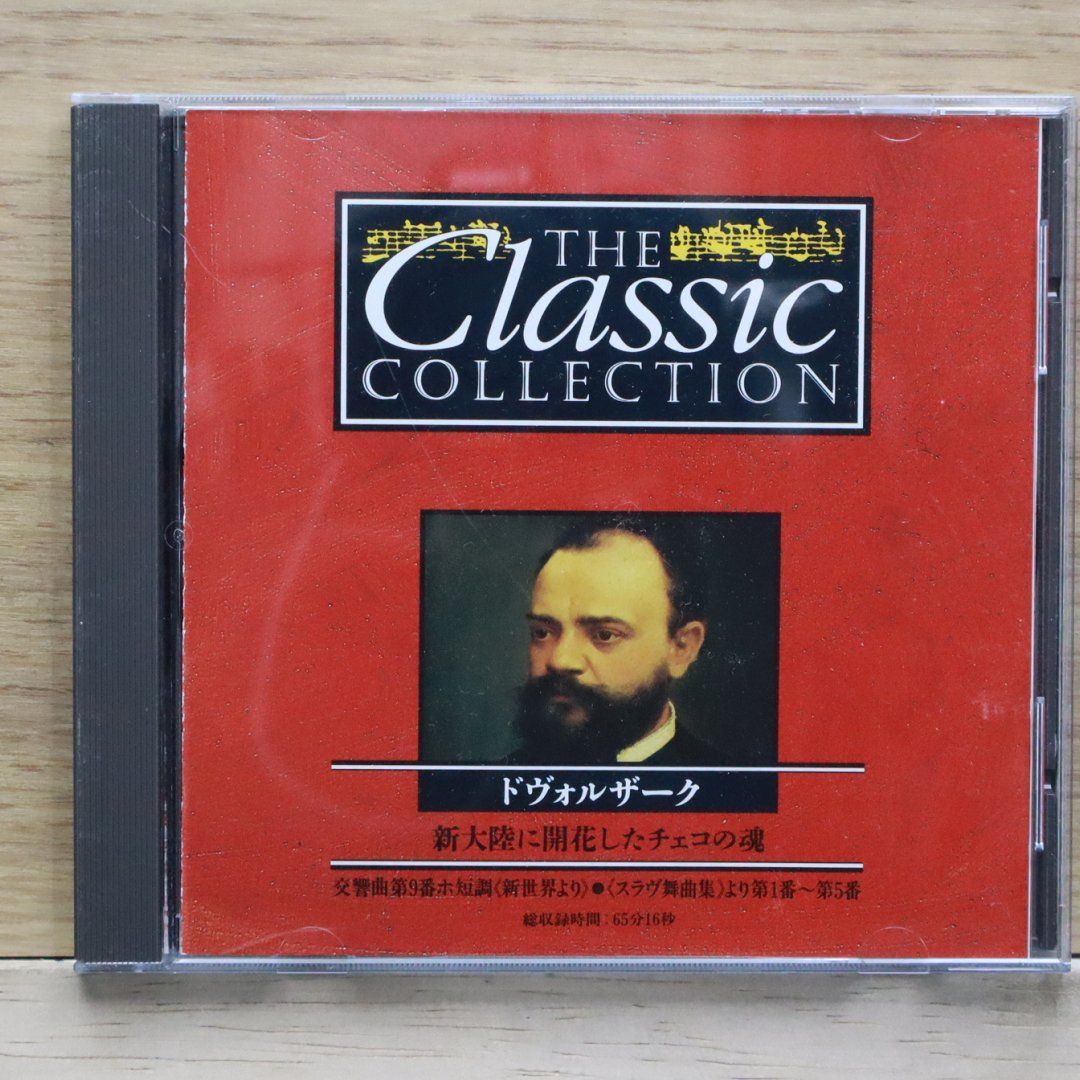 THE
Classic
COLLECTION
ドヴォルザーク
新大陸に開花したチェコの魂
交響曲第9番ホ短調《新世界より》●《スラヴ舞曲集》より第1番〜第5番
総収録時間：65分16秒